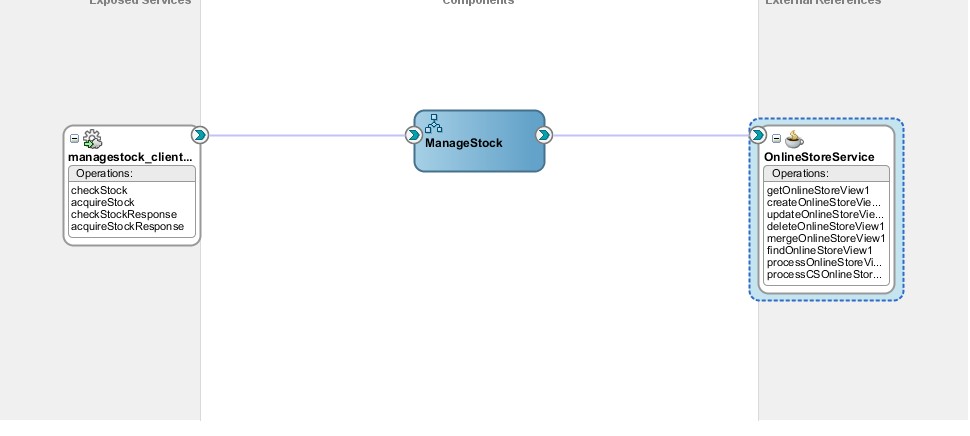 Exposed Services
Components
External References
managestock_client...
Operations:
checkStock
acquireStock
checkStockResponse
acquireStockResponse
ManageStock
OnlineStoreService
Operations:
getOnlineStoreView1
createOnlineStoreVie...
updateOnlineStoreVie...
deleteOnlineStoreView1
mergeOnlineStoreView1
findOnlineStoreView1
processOnlineStoreVi...
processCSOnlineStor...